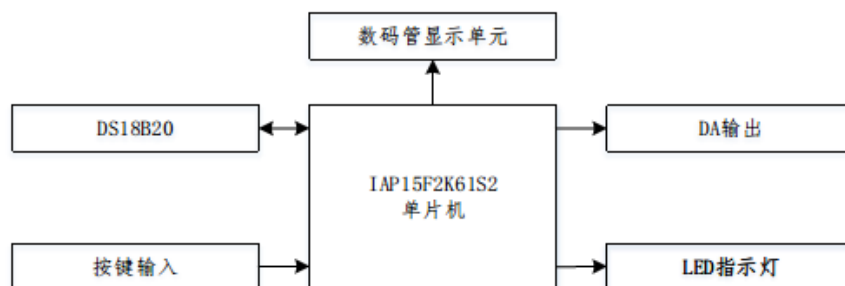 数码管显示单元
DS18B20
DA输出
IAP15F2K61S2
单片机
按键输入
LED指示灯